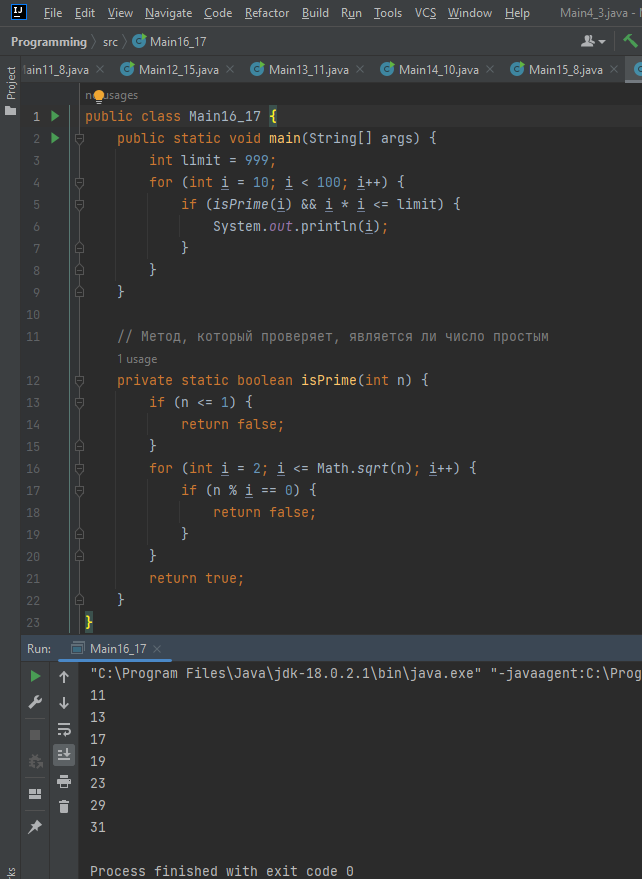 File Edit View Navigate Code Refactor Build Run Tools VCS Window Help Main4_3.java -
Programming src Main16_17
Main12_15.java Main13_11.java Main14_10.java Main15_8.java
Project
usages
1 public class Main16_17 {
2 public static void main(String[] args) {
3 int limit = 999;
4 for (int i = 10; i < 100; i++) {
5 if (isPrime(i) && i * i <= limit) {
6 System.out.println(i);
7 }
8 }
9 }
10
11 // Метод, который проверяет, является ли число простым
1 usage
12 private static boolean isPrime(int n) {
13 if (n <= 1) {
14 return false;
15 }
16 for (int i = 2; i <= Math.sqrt(n); i++) {
17 if (n % i == 0) {
18 return false;
19 }
20 }
21 return true;
22 }
23 }
Run: Main16_17
"C:\Program Files\Java\jdk-18.0.2.1\bin\java.exe" "-javaagent:C:\Prog
11
13
17
19
23
29
31
Process finished with exit code 0